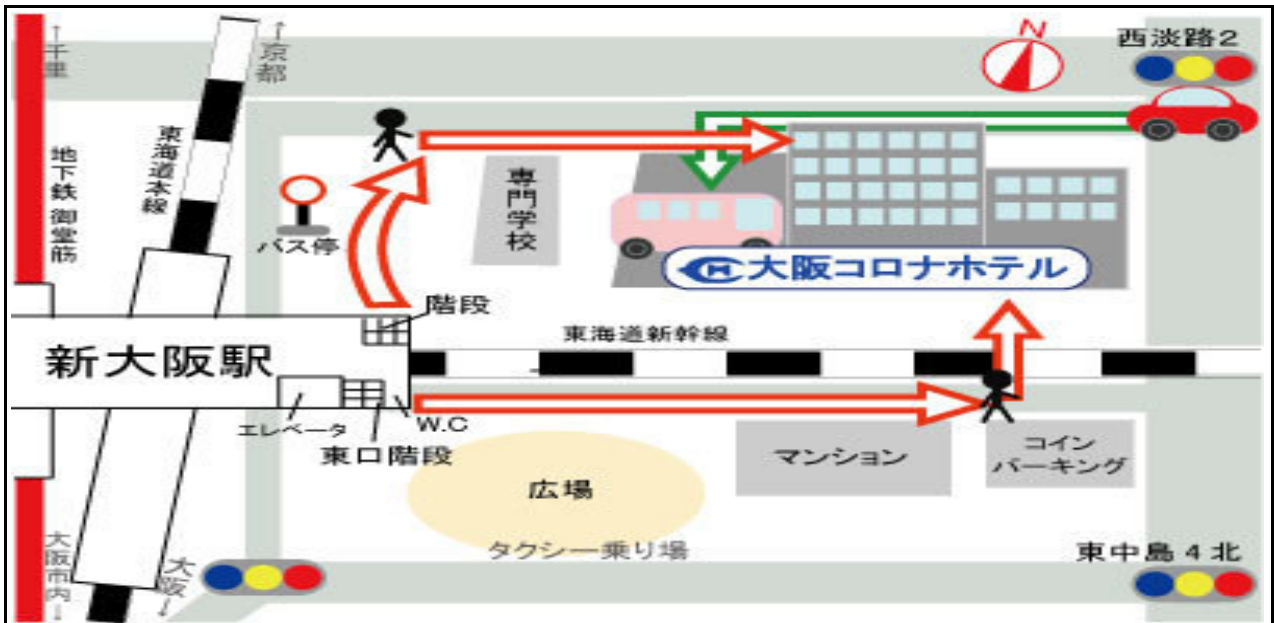 ↑千里
↑京都
N
西淡路2
地下鉄 御堂筋
東海道本線
専門学校
バス停
大阪コロナホテル
階段
東海道新幹線
新大阪駅
エレベータ
W.C
東口階段
マンション
コイン
パーキング
広場
タクシー乗り場
大阪市内↓
大阪↓
東中島4北